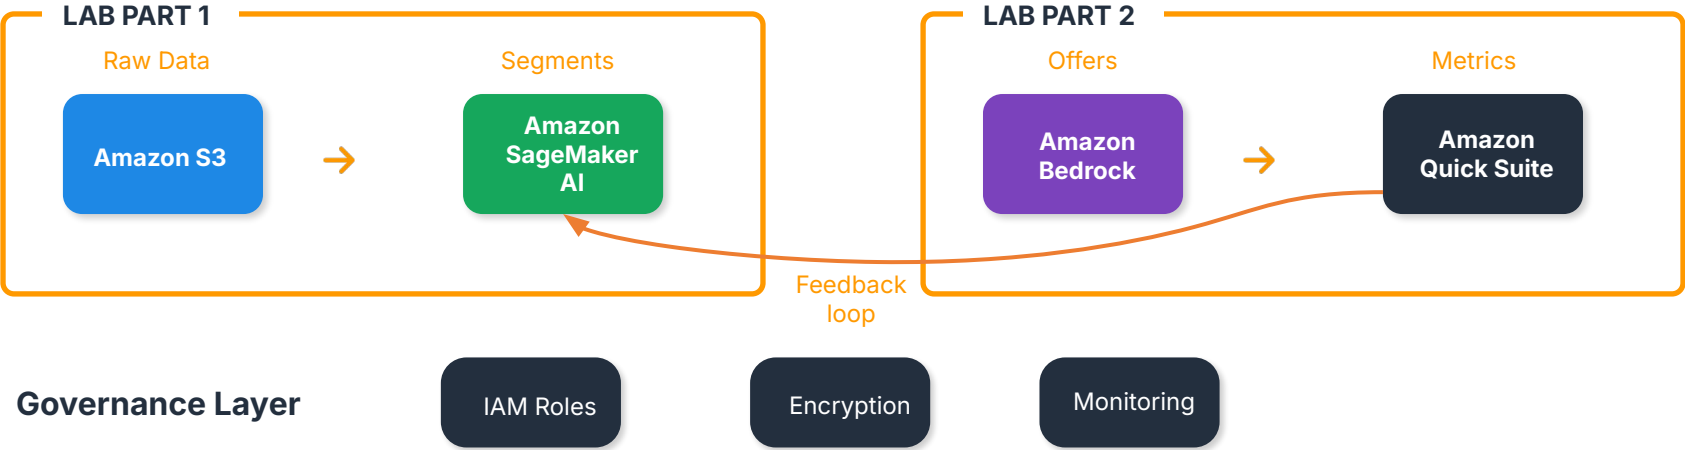 LAB PART 1
Raw Data
Segments
Amazon S3
Amazon
SageMaker
AI
LAB PART 2
Offers
Metrics
Amazon
Bedrock
Amazon
Quick Suite
Feedback
loop
Governance Layer
IAM Roles
Encryption
Monitoring